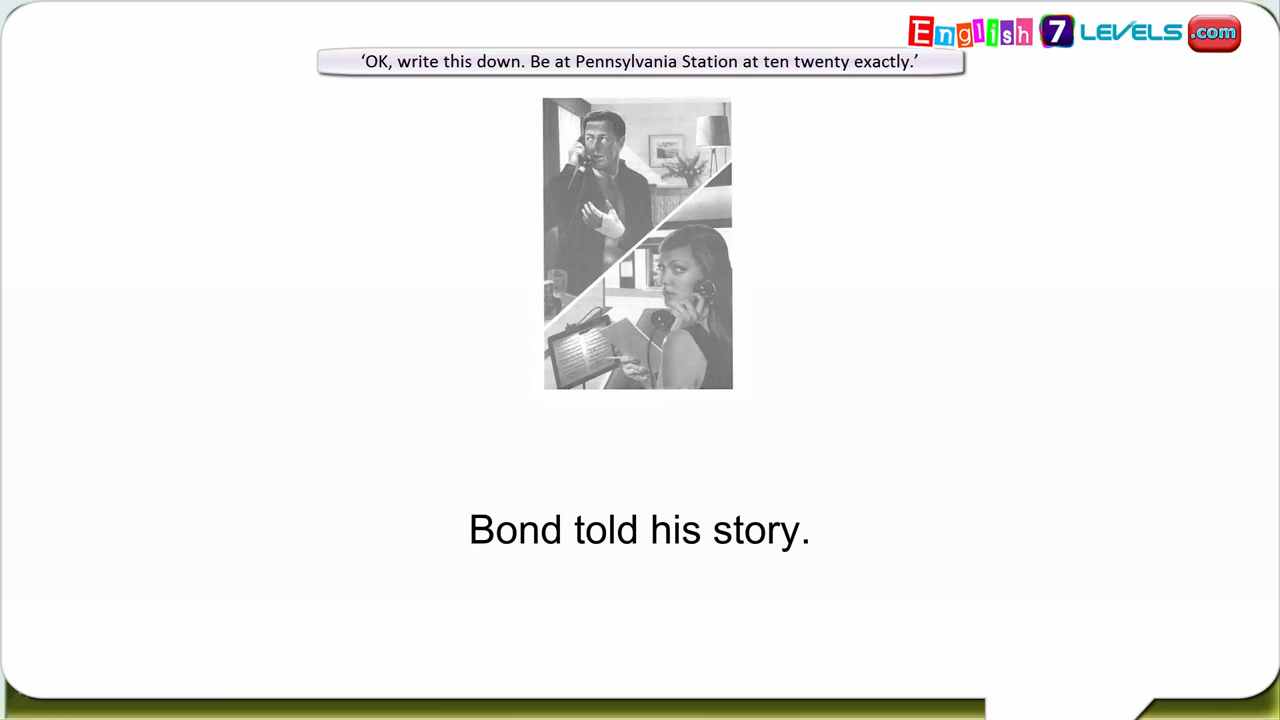 English 7 LEVELS .com
‘OK, write this down. Be at Pennsylvania Station at ten twenty exactly.’
Bond told his story.